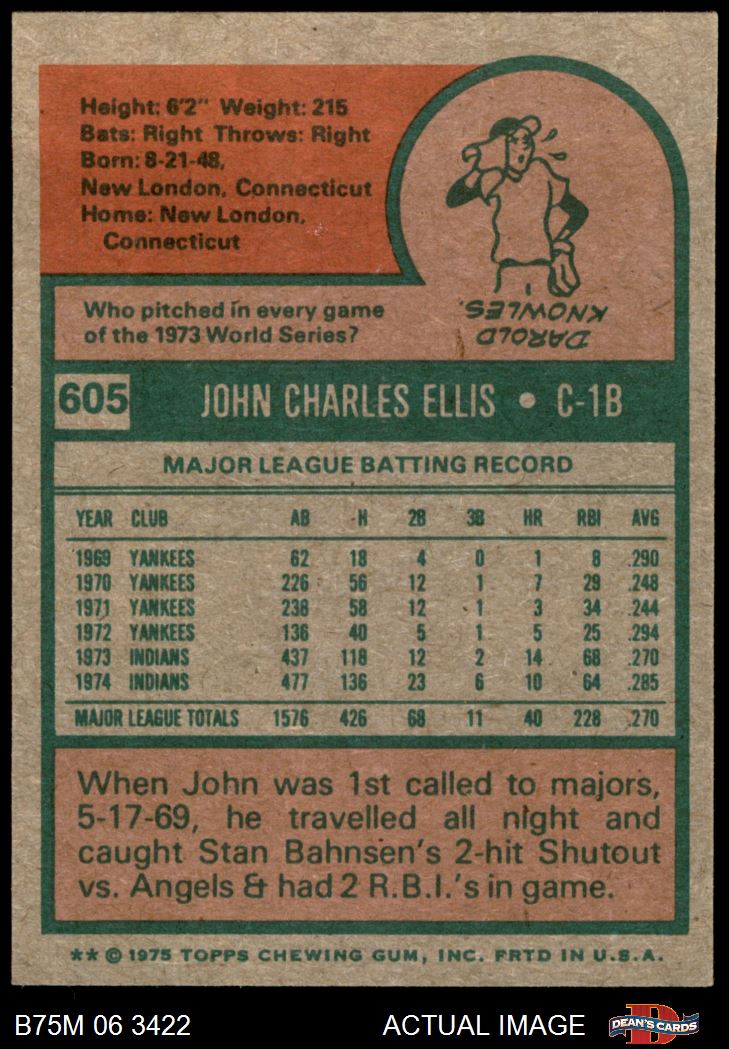 Height: 6'2" Weight: 215
Bats: Right Throws: Right
Born: 8-21-48,
New London, Connecticut
Home: New London,
Connecticut
Who pitched in every game
of the 1973 World Series?
DAROLD
KNOWLES.
605 JOHN CHARLES ELLIS • C-1B
MAJOR LEAGUE BATTING RECORD
YEAR CLUB AB H 2B 3B HR RBI AVG
1969 YANKEES 62 18 4 0 1 8 .290
1970 YANKEES 226 56 12 1 7 29 .248
1971 YANKEES 238 58 12 1 3 34 .244
1972 YANKEES 136 40 5 1 5 25 .294
1973 INDIANS 437 118 12 2 14 68 .270
1974 INDIANS 477 136 23 6 10 64 .285
MAJOR LEAGUE TOTALS 1576 426 68 11 40 228 .270
When John was 1st called to majors,
5-17-69, he travelled all night and
caught Stan Bahnsen's 2-hit Shutout
vs. Angels & had 2 R.B.I.'s in game.
** © 1975 TOPPS CHEWING GUM, INC. PRTD IN U.S.A.
B75M 06 3422 ACTUAL IMAGE
DEAN'S CARDS